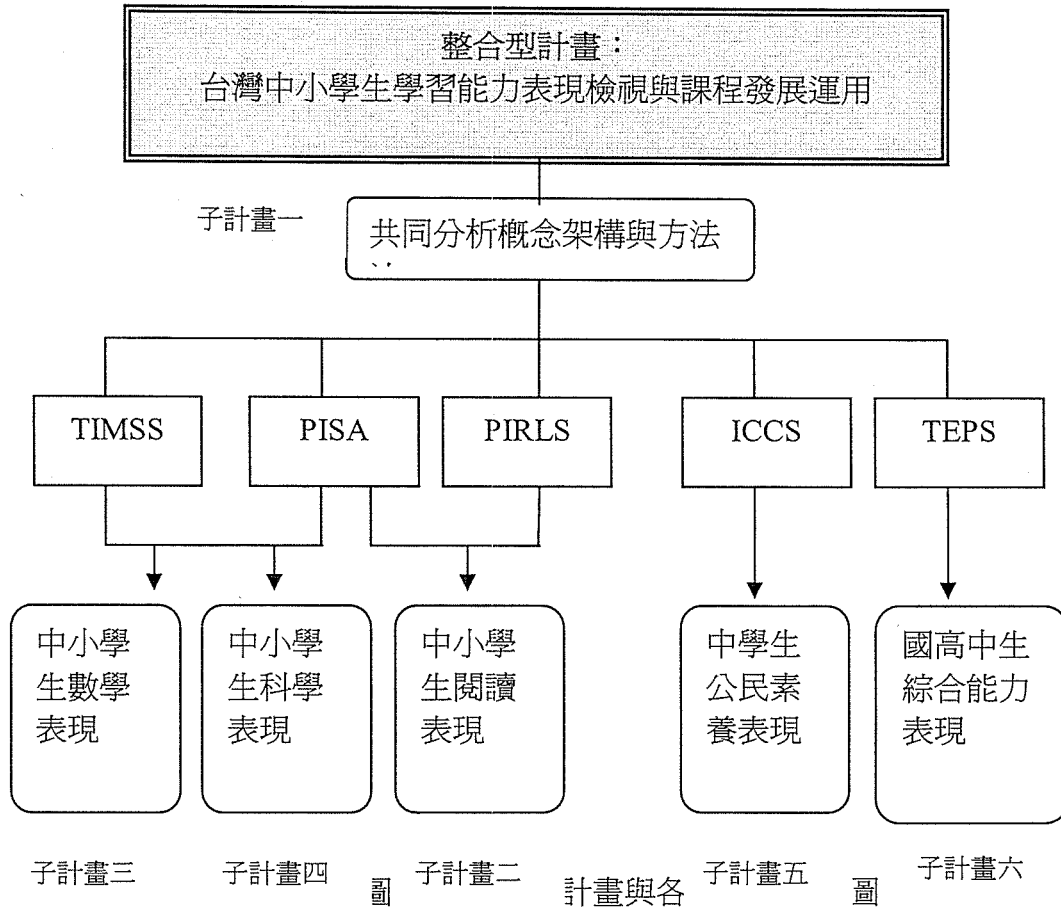 整合型計畫：
台灣中小學生學習能力表現檢視與課程發展運用
子計畫一
共同分析概念架構與方法
TIMSS
PISA
PIRLS
ICCS
TEPS
中小學
生數學
表現
中小學
生科學
表現
中小學
生閱讀
表現
中學生
公民素
養表現
國高中生
綜合能力
表現
子計畫三
子計畫四
子計畫二
子計畫五
子計畫六
圖 計畫與各 圖